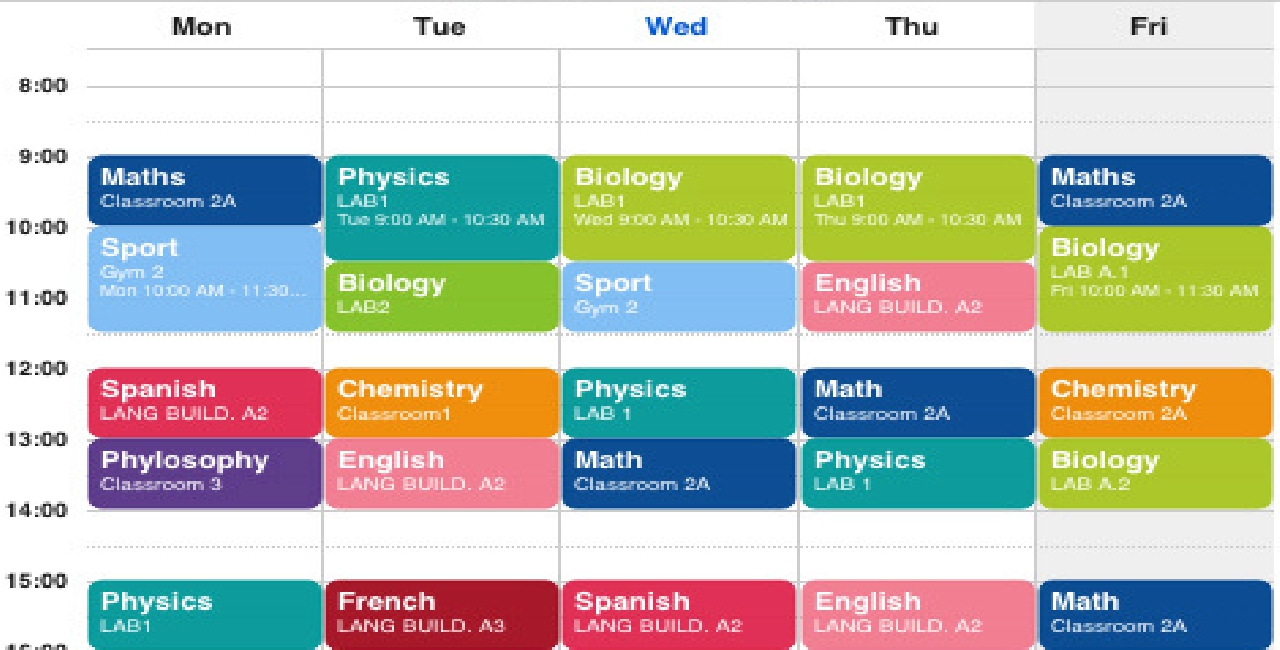 Mon Tue Wed Thu Fri
8:00
9:00
Maths
Classroom 2A
Physics
LAB1
Tue 9:00 AM - 10:30 AM
Biology
LAB1
Wed 9:00 AM - 10:30 AM
Biology
LAB1
Thu 9:00 AM - 10:30 AM
Maths
Classroom 2A
10:00
Sport
Gym 2
Mon 10:00 AM - 11:30...
Biology
LAB2
Sport
Gym 2
English
LANG BUILD. A2
Biology
LAB A.1
Fri 10:00 AM - 11:30 AM
11:00
12:00
Spanish
LANG BUILD. A2
Chemistry
Classroom1
Physics
LAB 1
Math
Classroom 2A
Chemistry
Classroom 2A
13:00
Phylosophy
Classroom 3
English
LANG BUILD. A2
Math
Classroom 2A
Physics
LAB 1
Biology
LAB A.2
14:00
15:00
Physics
LAB1
French
LANG BUILD. A3
Spanish
LANG BUILD. A2
English
LANG BUILD. A2
Math
Classroom 2A